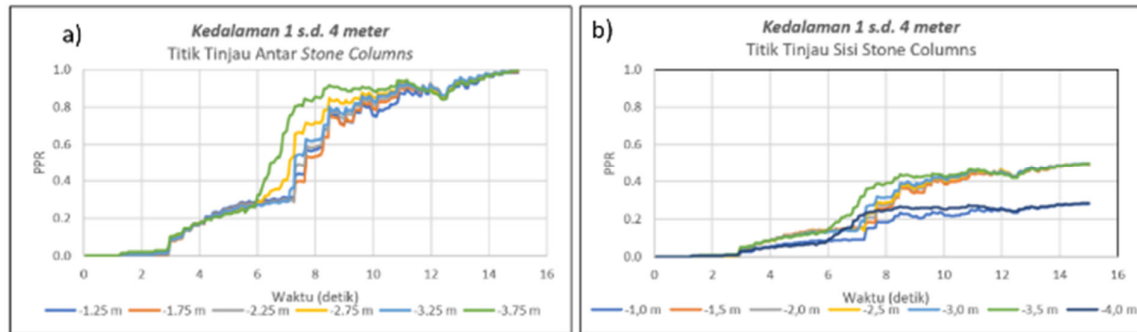 a)
Kedalaman 1 s.d. 4 meter
Titik Tinjau Antar Stone Columns
1.0
0.8
0.6
0.4
0.2
0.0
PPR
0 2 4 6 8 10 12 14 16
Waktu (detik)
-1.25 m -1.75 m -2.25 m -2.75 m -3.25 m -3.75 m
b)
Kedalaman 1 s.d. 4 meter
Titik Tinjau Sisi Stone Columns
1.0
0.8
0.6
0.4
0.2
0.0
PPR
0 2 4 6 8 10 12 14 16
Waktu (detik)
-1,0 m -1,5 m -2,0 m -2,5 m -3,0 m -3,5 m -4,0 m